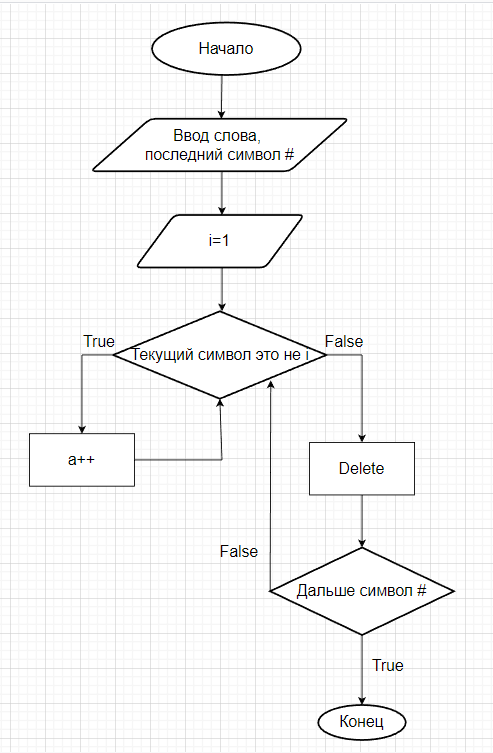 Начало
Ввод слова,
последний символ #
i=1
True
Текущий символ это не i
False
a++
Delete
False
Дальше символ #
True
Конец